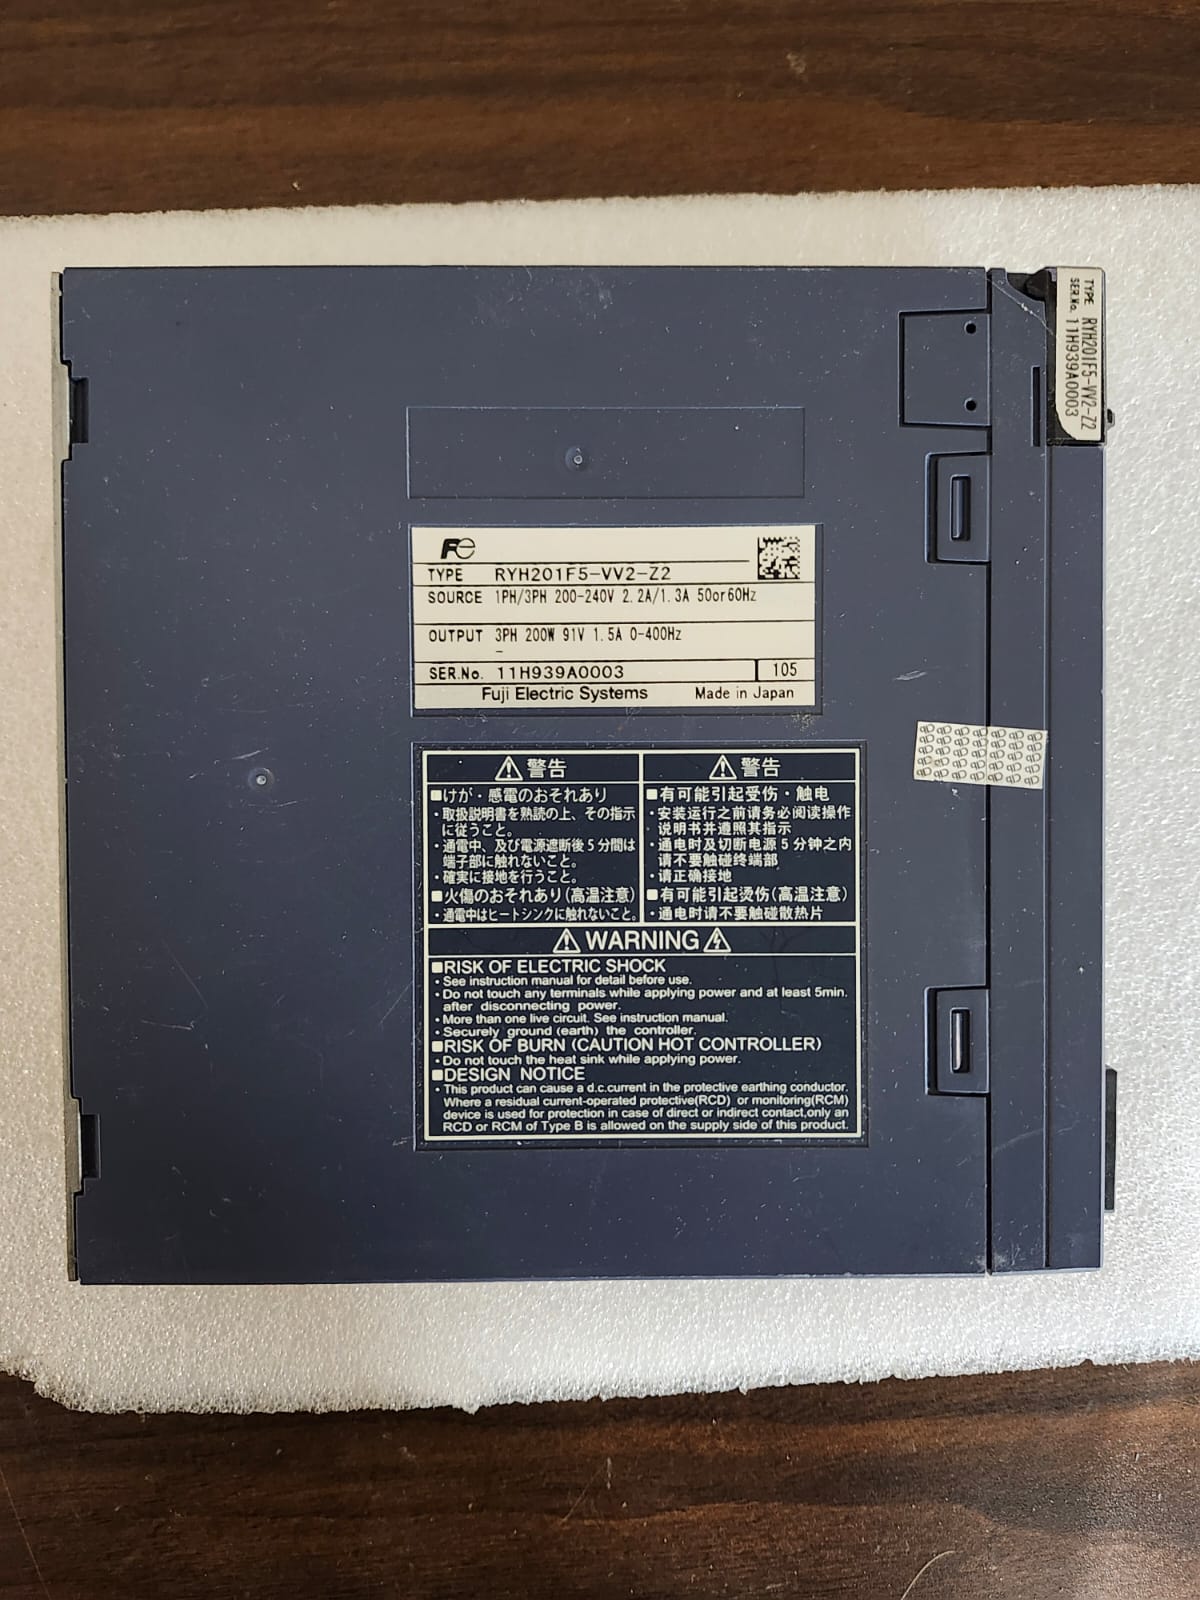 TYPE RYH201F5-VV2-Z2
SER.No. 11H939A0003
Fe
TYPE RYH201F5-VV2-Z2
SOURCE 1PH/3PH 200-240V 2.2A/1.3A 50or60Hz
OUTPUT 3PH 200W 91V 1.5A 0-400Hz
–
SER.No. 11H939A0003 105
Fuji Electric Systems Made in Japan
警告
■けが・感電のおそれあり
・取扱説明書を熟読の上、その指示
に従うこと。
・通電中、及び電源遮断後5分間は
端子部に触れないこと。
・確実に接地を行うこと。
■火傷のおそれあり(高温注意)
・通電中はヒートシンクに触れないこと。
警告
■有可能引起受伤・触电
・安装运行之前请务必阅读操作
说明书并遵照其指示
・通电时及切断电源5分钟之内
请不要触碰终端部
・请正确接地
■有可能引起烫伤(高温注意)
・通电时请不要触碰散热片
WARNING
■RISK OF ELECTRIC SHOCK
・See instruction manual for detail before use.
・Do not touch any terminals while applying power and at least 5min.
after disconnecting power.
・More than one live circuit. See instruction manual.
・Securely ground (earth) the controller.
■RISK OF BURN (CAUTION HOT CONTROLLER)
・Do not touch the heat sink while applying power.
■DESIGN NOTICE
・This product can cause a d.c.current in the protective earthing conductor.
Where a residual current-operated protective(RCD) or monitoring(RCM)
device is used for protection in case of direct or indirect contact,only an
RCD or RCM of Type B is allowed on the supply side of this product.